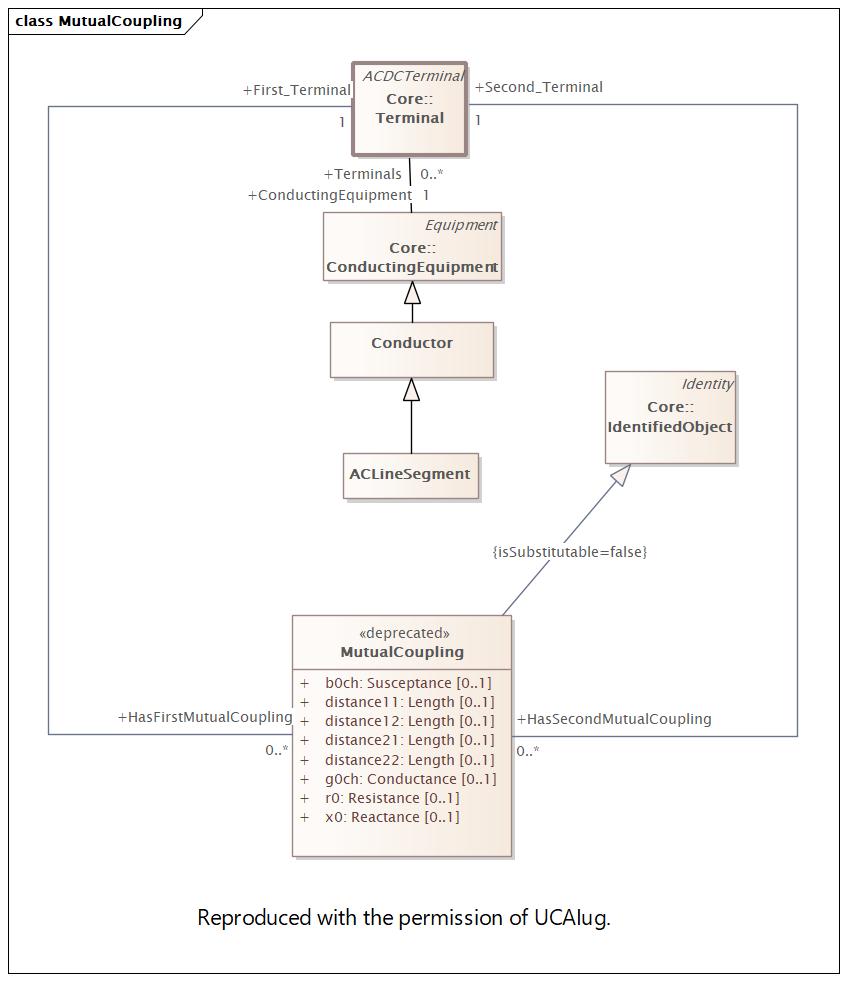 class MutualCoupling
ACDCTerminal
Core::
Terminal
+First_Terminal
1
+Second_Terminal
1
+Terminals 0..*
+ConductingEquipment 1
Equipment
Core::
ConductingEquipment
Conductor
ACLineSegment
Identity
Core::
IdentifiedObject
{isSubstitutable=false}
«deprecated»
MutualCoupling
+ b0ch: Susceptance [0..1]
+ distance11: Length [0..1]
+ distance12: Length [0..1]
+ distance21: Length [0..1]
+ distance22: Length [0..1]
+ g0ch: Conductance [0..1]
+ r0: Resistance [0..1]
+ x0: Reactance [0..1]
+HasFirstMutualCoupling
0..*
+HasSecondMutualCoupling
0..*
Reproduced with the permission of UCAIug.